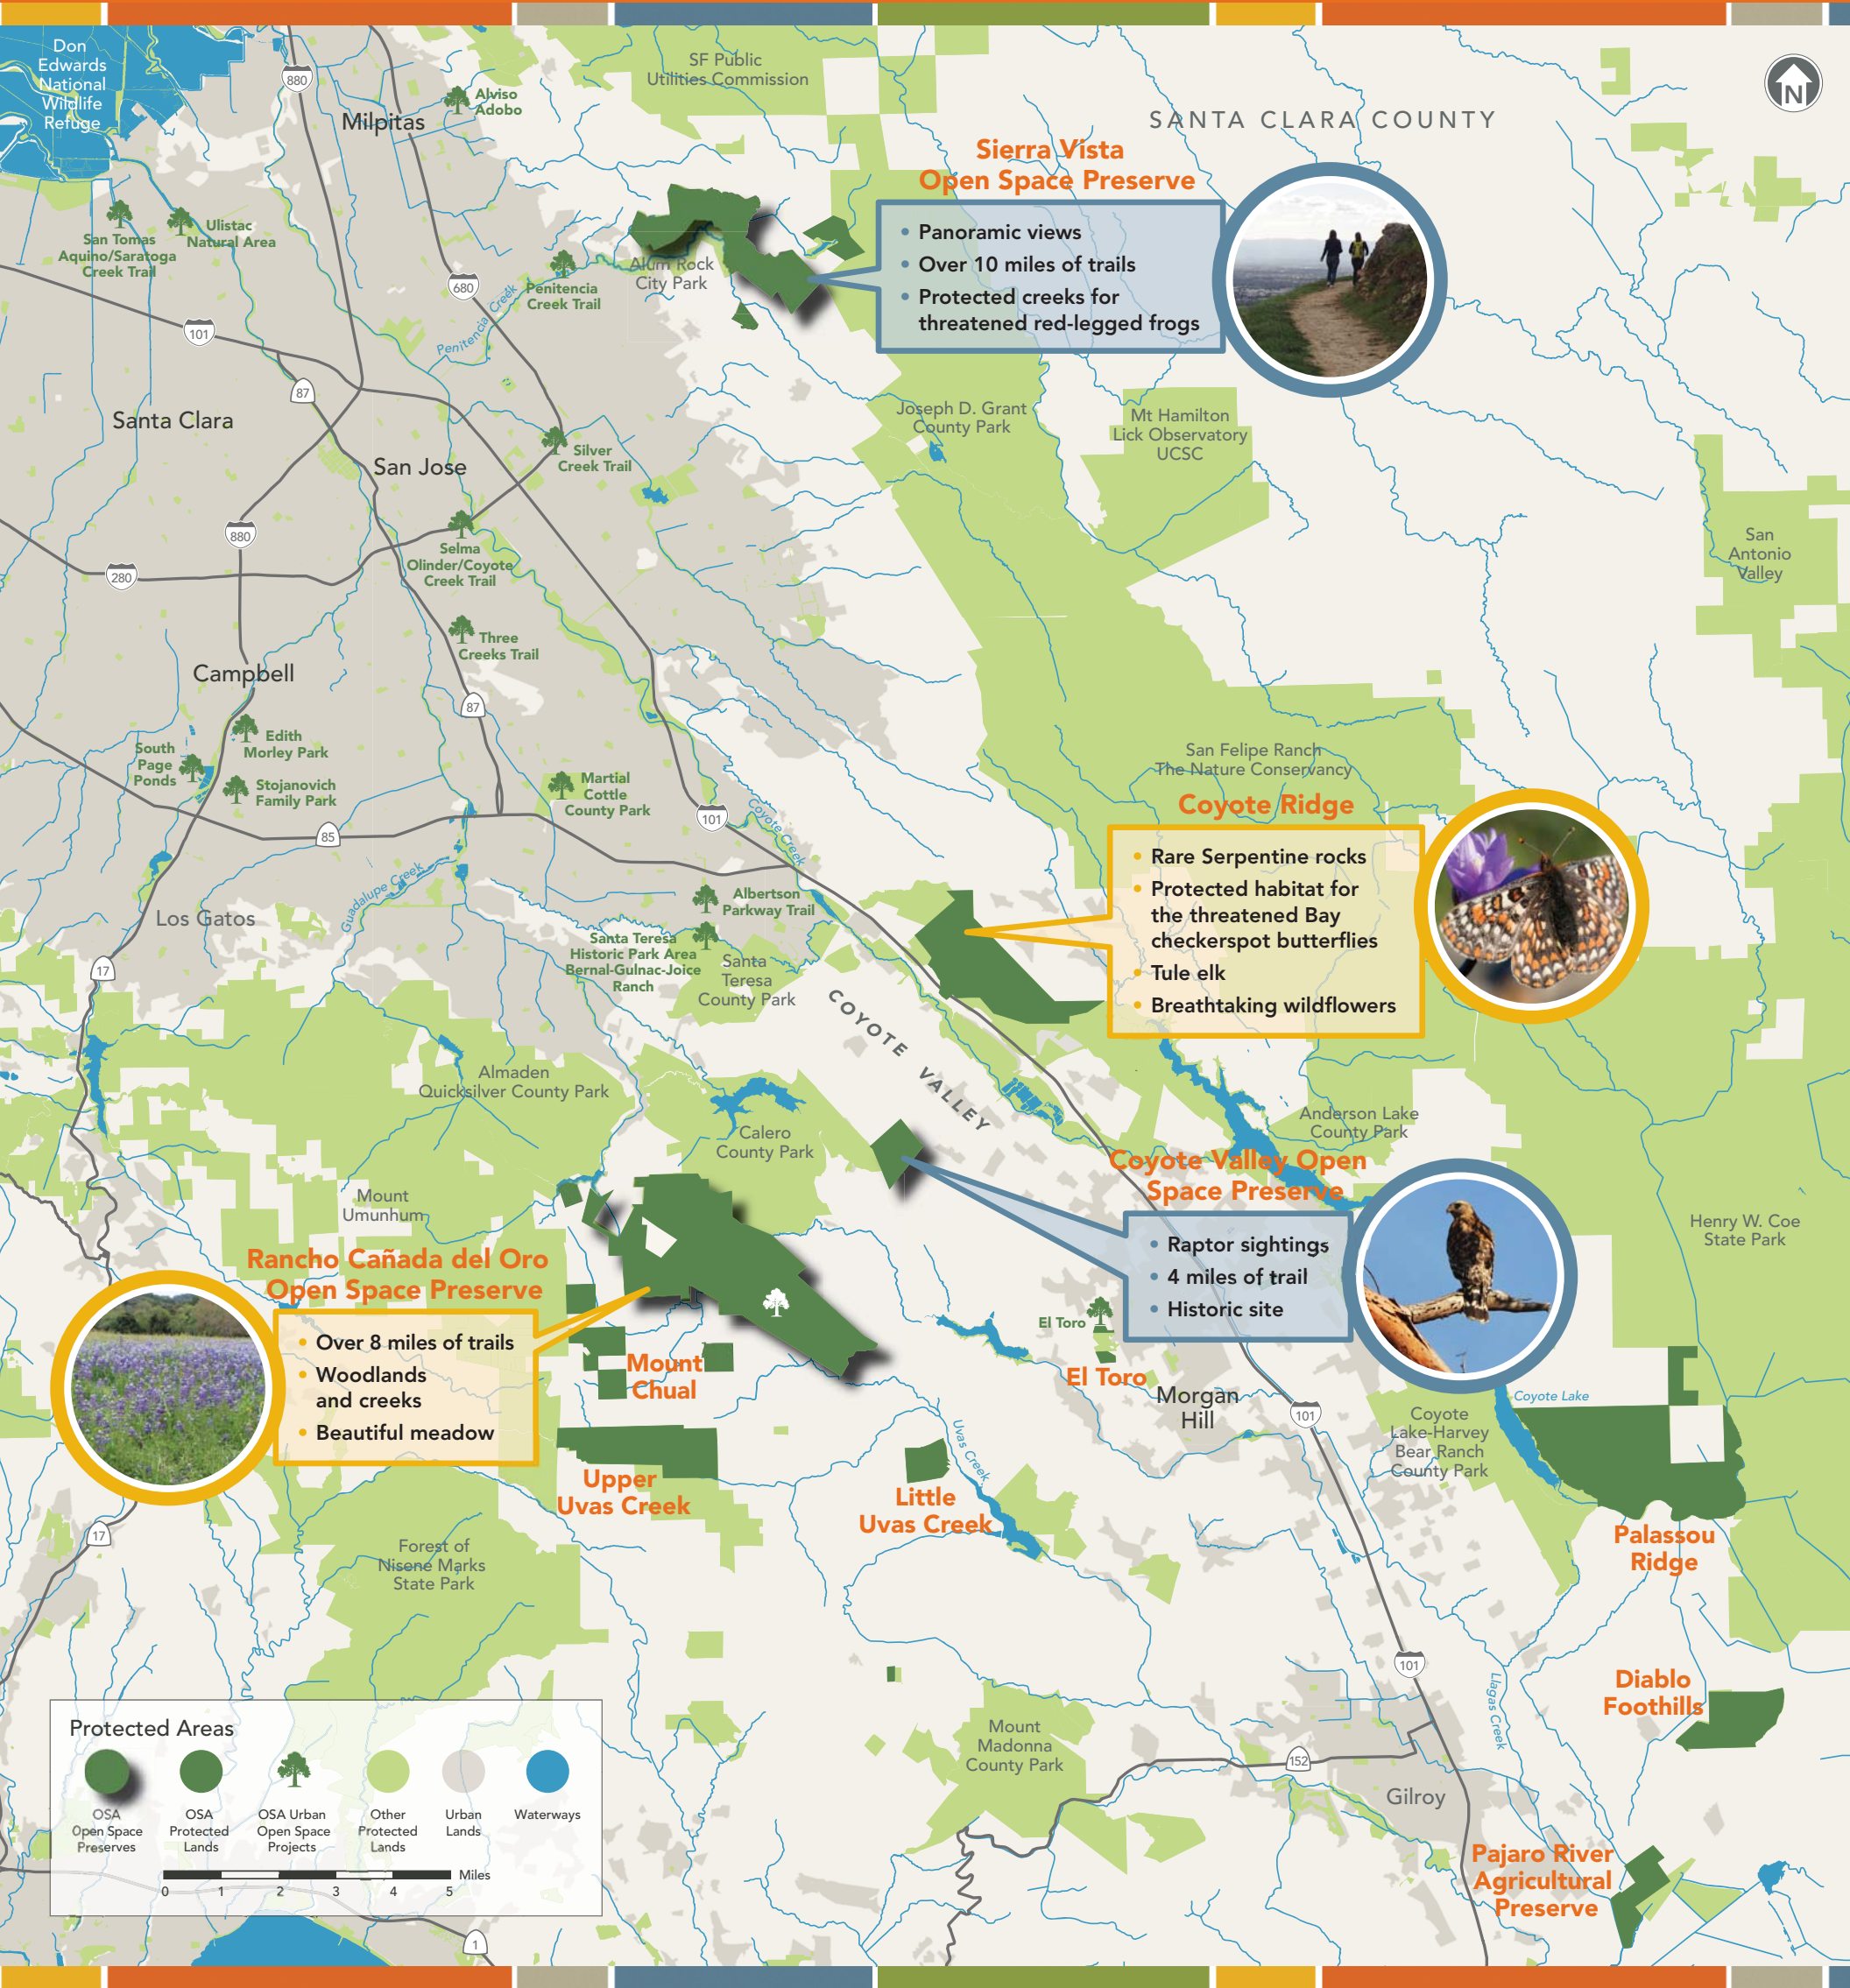 Don
Edwards
National
Wildlife
Refuge
880
Milpitas
Alviso
Adobo
SF Public
Utilities Commission
SANTA CLARA COUNTY
N
Sierra Vista
Open Space Preserve
• Panoramic views
• Over 10 miles of trails
• Protected creeks for
threatened red-legged frogs
San Tomas
Aquino/Saratoga
Creek Trail
Ulistac
Natural Area
Alum Rock
City Park
Penitencia
Creek Trail
680
Penitencia Creek
101
87
Santa Clara
San Jose
Silver
Creek Trail
Joseph D. Grant
County Park
Mt Hamilton
Lick Observatory
UCSC
San
Antonio
Valley
880
280
Selma
Olinder/Coyote
Creek Trail
Three
Creeks Trail
Campbell
87
Edith
Morley Park
South
Page
Ponds
Stojanovich
Family Park
Martial
Cottle
County Park
101
Coyote Creek
85
San Felipe Ranch
The Nature Conservancy
Coyote Ridge
• Rare Serpentine rocks
• Protected habitat for
the threatened Bay
checkerspot butterflies
• Tule elk
• Breathtaking wildflowers
Guadalupe Creek
Los Gatos
Albertson
Parkway Trail
Santa Teresa
Historic Park Area
Bernal-Gulnac-Joice
Ranch
Santa
Teresa
County Park
17
COYOTE VALLEY
Almaden
Quicksilver County Park
Calero
County Park
Anderson Lake
County Park
Coyote Valley Open
Space Preserve
• Raptor sightings
• 4 miles of trail
• Historic site
Mount
Umunhum
Henry W. Coe
State Park
Rancho Cañada del Oro
Open Space Preserve
• Over 8 miles of trails
• Woodlands
and creeks
• Beautiful meadow
Mount
Chual
El Toro
El Toro
Morgan
Hill
101
Coyote Lake
Coyote
Lake-Harvey
Bear Ranch
County Park
Uvas Creek
Upper
Uvas Creek
Little
Uvas Creek
Palassou
Ridge
17
Forest of
Nisene Marks
State Park
101
Llagas Creek
Diablo
Foothills
Mount
Madonna
County Park
152
Gilroy
Pajaro River
Agricultural
Preserve
Protected Areas
OSA
Open Space
Preserves
OSA
Protected
Lands
OSA Urban
Open Space
Projects
Other
Protected
Lands
Urban
Lands
Waterways
Miles
0 1 2 3 4 5
1